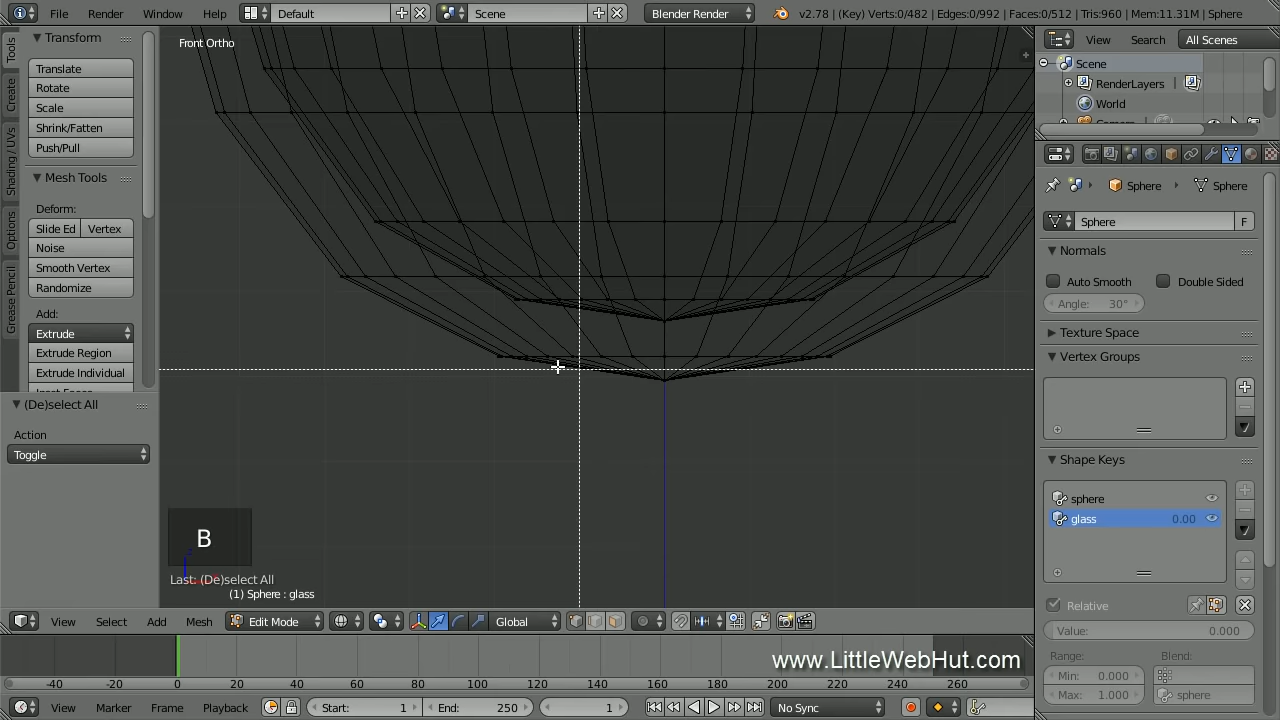 File Render Window Help Default Scene Blender Render v2.78 | (Key) Verts:0/482 | Edges:0/992 | Faces:0/512 | Tris:960 | Mem:11.31M | Sphere
Tools
Create
Shading / UVs
Options
Grease Pencil
Transform
Translate
Rotate
Scale
Shrink/Fatten
Push/Pull
Mesh Tools
Deform:
Slide Ed Vertex
Noise
Smooth Vertex
Randomize
Add:
Extrude
Extrude Region
Extrude Individual
(De)select All
Action
Toggle
Front Ortho
B
Last: (De)select All
(1) Sphere : glass
View Search All Scenes
Scene
RenderLayers
World
Sphere Sphere
Sphere F
Normals
Auto Smooth Double Sided
Angle: 30°
Texture Space
Vertex Groups
Shape Keys
sphere
glass 0.00
Relative
Value: 0.000
Range: Blend:
Min: 0.000
Max: 1.000 sphere
View Select Add Mesh Edit Mode Global
www.LittleWebHut.com
-40 -20 0 20 40 60 80 100 120 140 160 180 200 220 240 260
View Marker Frame Playback Start: 1 End: 250 1 No Sync